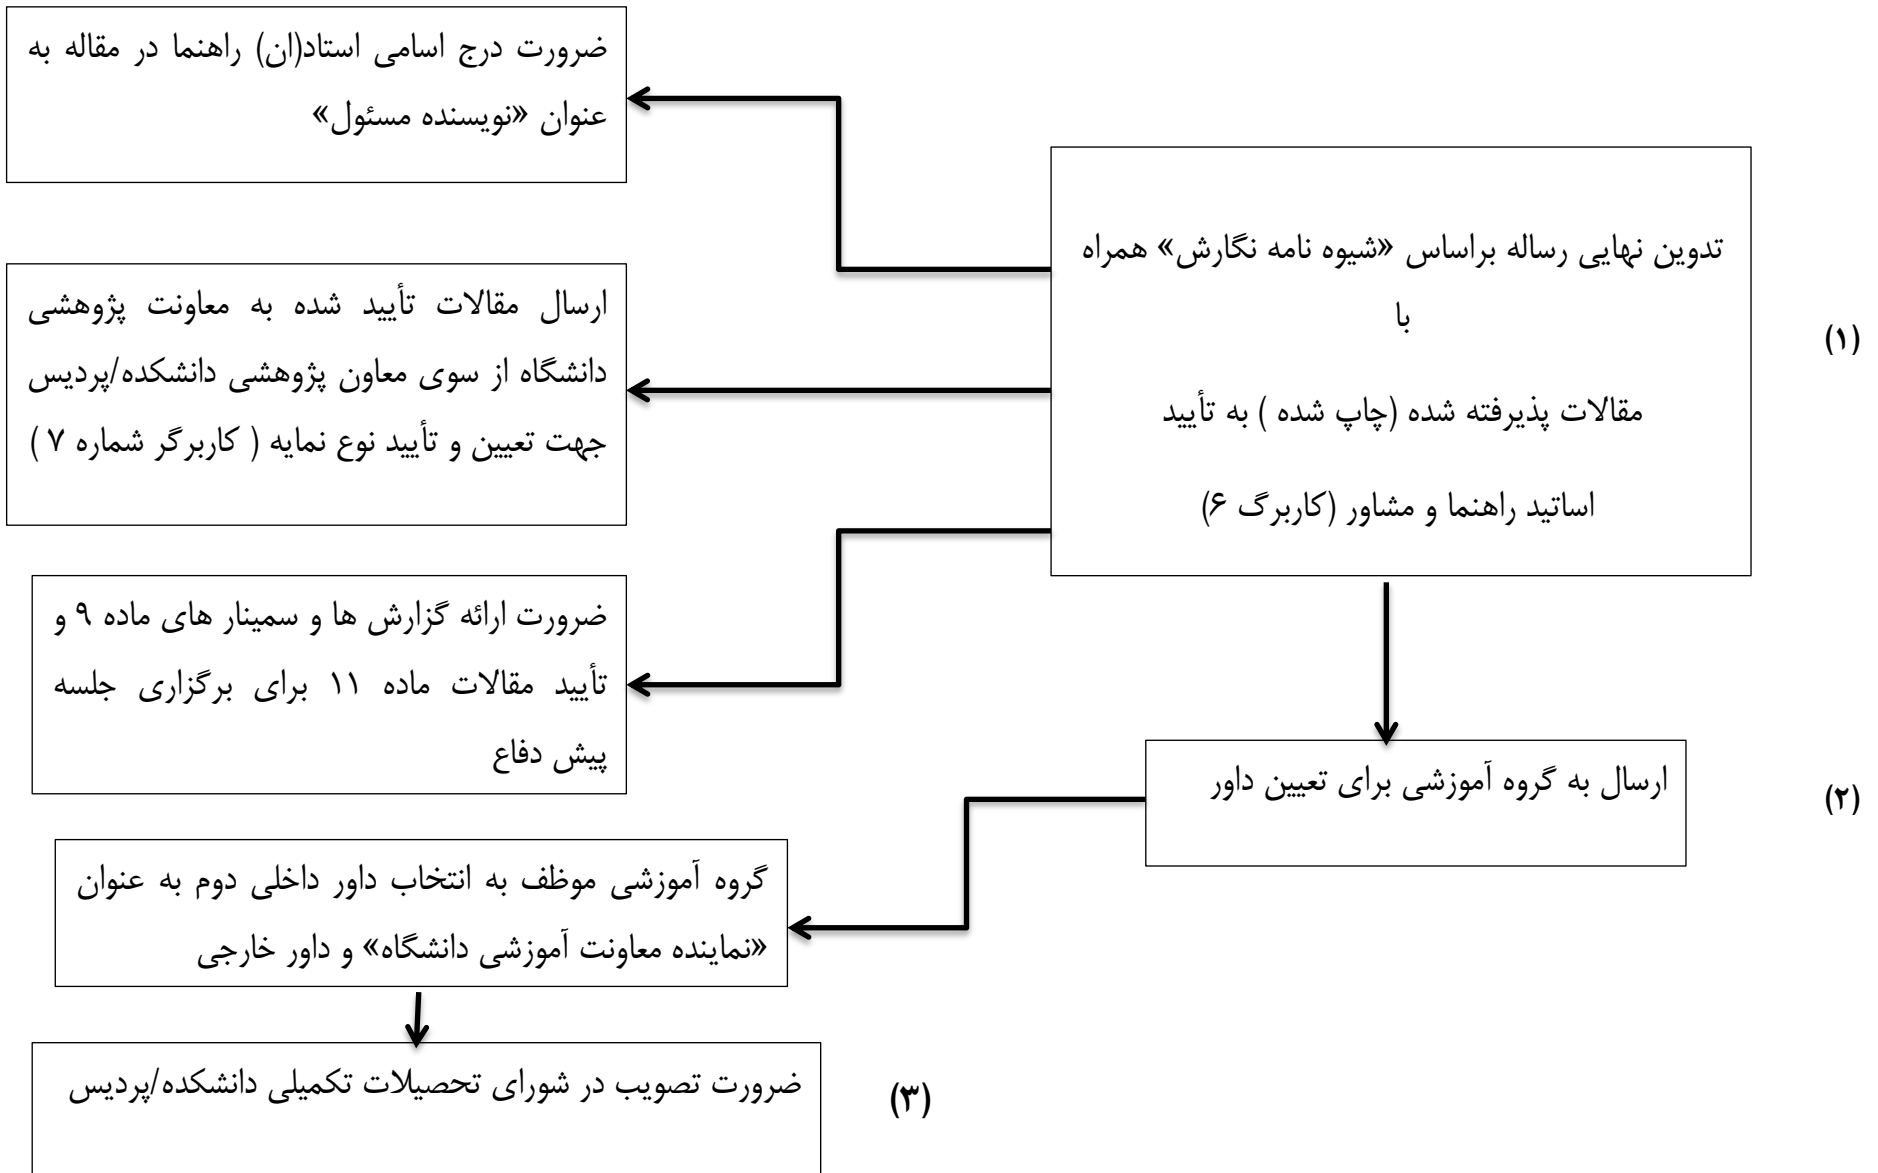 ضرورت درج اسامی استاد(ان) راهنما در مقاله به
عنوان «نویسنده مسئول»
تدوین نهایی رساله براساس «شیوه نامه نگارش» همراه
با
مقالات پذیرفته شده (چاپ شده ) به تأیید
اساتید راهنما و مشاور (کاربرگ ۶)
(۱)
ارسال مقالات تأیید شده به معاونت پژوهشی
دانشگاه از سوی معاون پژوهشی دانشکده/پردیس
جهت تعیین و تأیید نوع نمایه ( کاربرگر شماره ۷ )
ضرورت ارائه گزارش ها و سمینار های ماده ۹ و
تأیید مقالات ماده ۱۱ برای برگزاری جلسه
پیش دفاع
ارسال به گروه آموزشی برای تعیین داور
(۲)
گروه آموزشی موظف به انتخاب داور داخلی دوم به عنوان
«نماینده معاونت آموزشی دانشگاه» و داور خارجی
ضرورت تصویب در شورای تحصیلات تکمیلی دانشکده/پردیس
(۳)